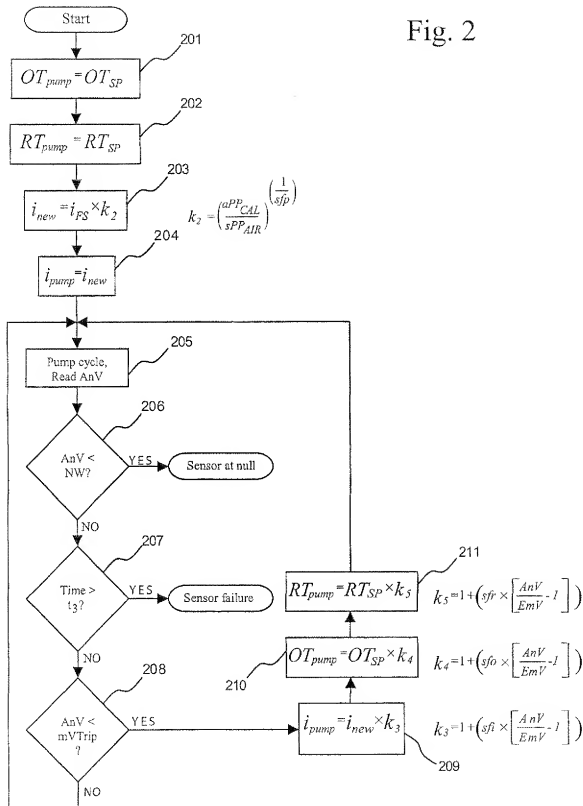 Start
Fig. 2
201
OT_pump = OT_SP
202
RT_pump = RT_SP
203
i_new = i_FS × k_2
k_2 = (aPP_CAL / sPP_AIR)^(1/sfp)
204
i_pump = i_new
205
Pump cycle,
Read AnV
206
AnV <
NW?
YES
Sensor at null
NO
207
Time >
t_3?
YES
Sensor failure
NO
208
AnV <
mVTrip
?
YES
NO
211
RT_pump = RT_SP × k_5
k_5 = 1 + (sfr × [AnV / EmV - 1])
OT_pump = OT_SP × k_4
k_4 = 1 + (sfo × [AnV / EmV - 1])
210
i_pump = i_new × k_3
k_3 = 1 + (sfi × [AnV / EmV - 1])
209